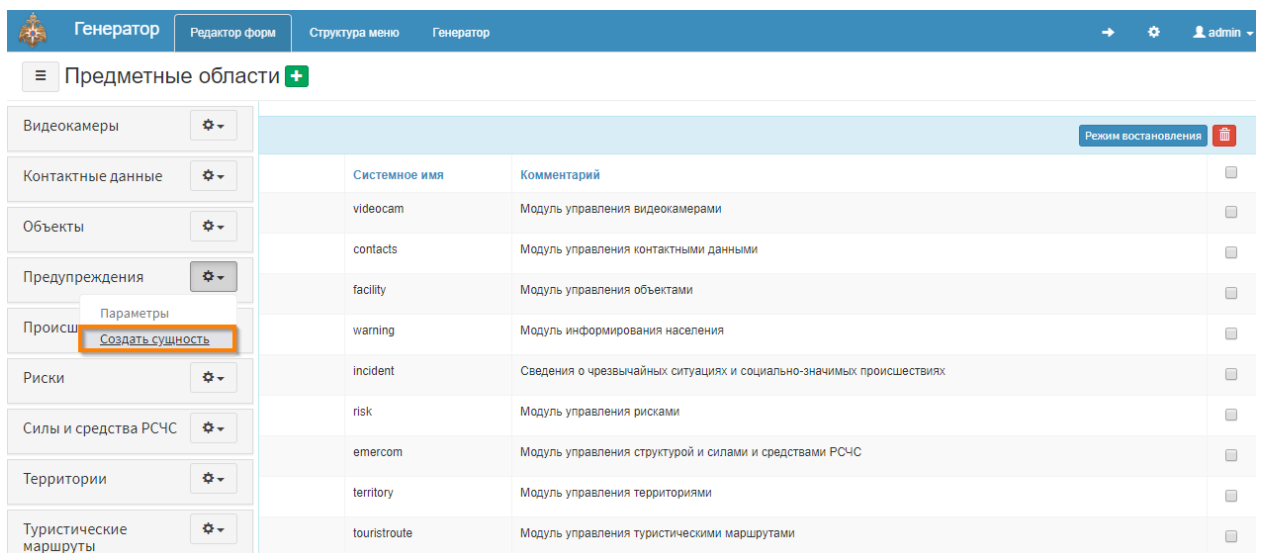 Генератор Редактор форм Структура меню Генератор admin
Предметные области
Видеокамеры
Режим востановления
Контактные данные
Системное имя Комментарий
videocam Модуль управления видеокамерами
Объекты
contacts Модуль управления контактными данными
Предупреждения
facility Модуль управления объектами
Параметры
Происш
warning Модуль информирования населения
Создать сущность
incident Сведения о чрезвычайных ситуациях и социально-значимых происшествиях
Риски
risk Модуль управления рисками
Силы и средства РСЧС
emercom Модуль управления структурой и силами и средствами РСЧС
Территории
territory Модуль управления территориями
Туристические
маршруты
touristroute Модуль управления туристическими маршрутами